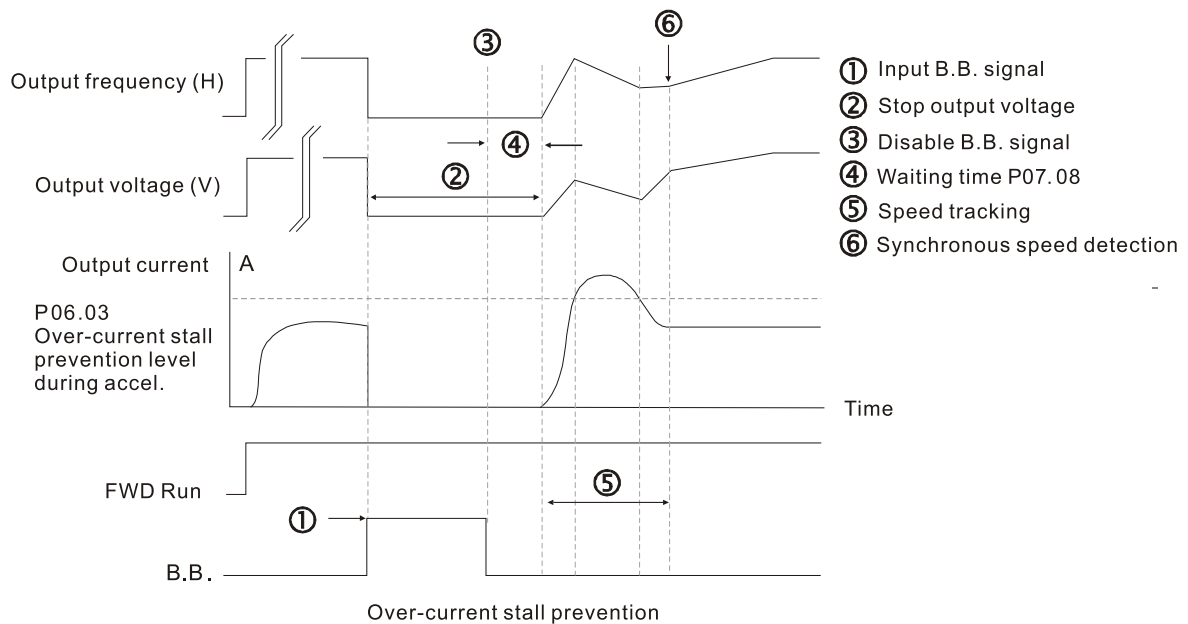 ⑥
③
Output frequency (H)
① Input B.B. signal
② Stop output voltage
③ Disable B.B. signal
④ Waiting time P07.08
⑤ Speed tracking
⑥ Synchronous speed detection
④
②
Output voltage (V)
Output current
A
P06.03
Over-current stall
prevention level
during accel.
Time
FWD Run
⑤
①
B.B.
Over-current stall prevention